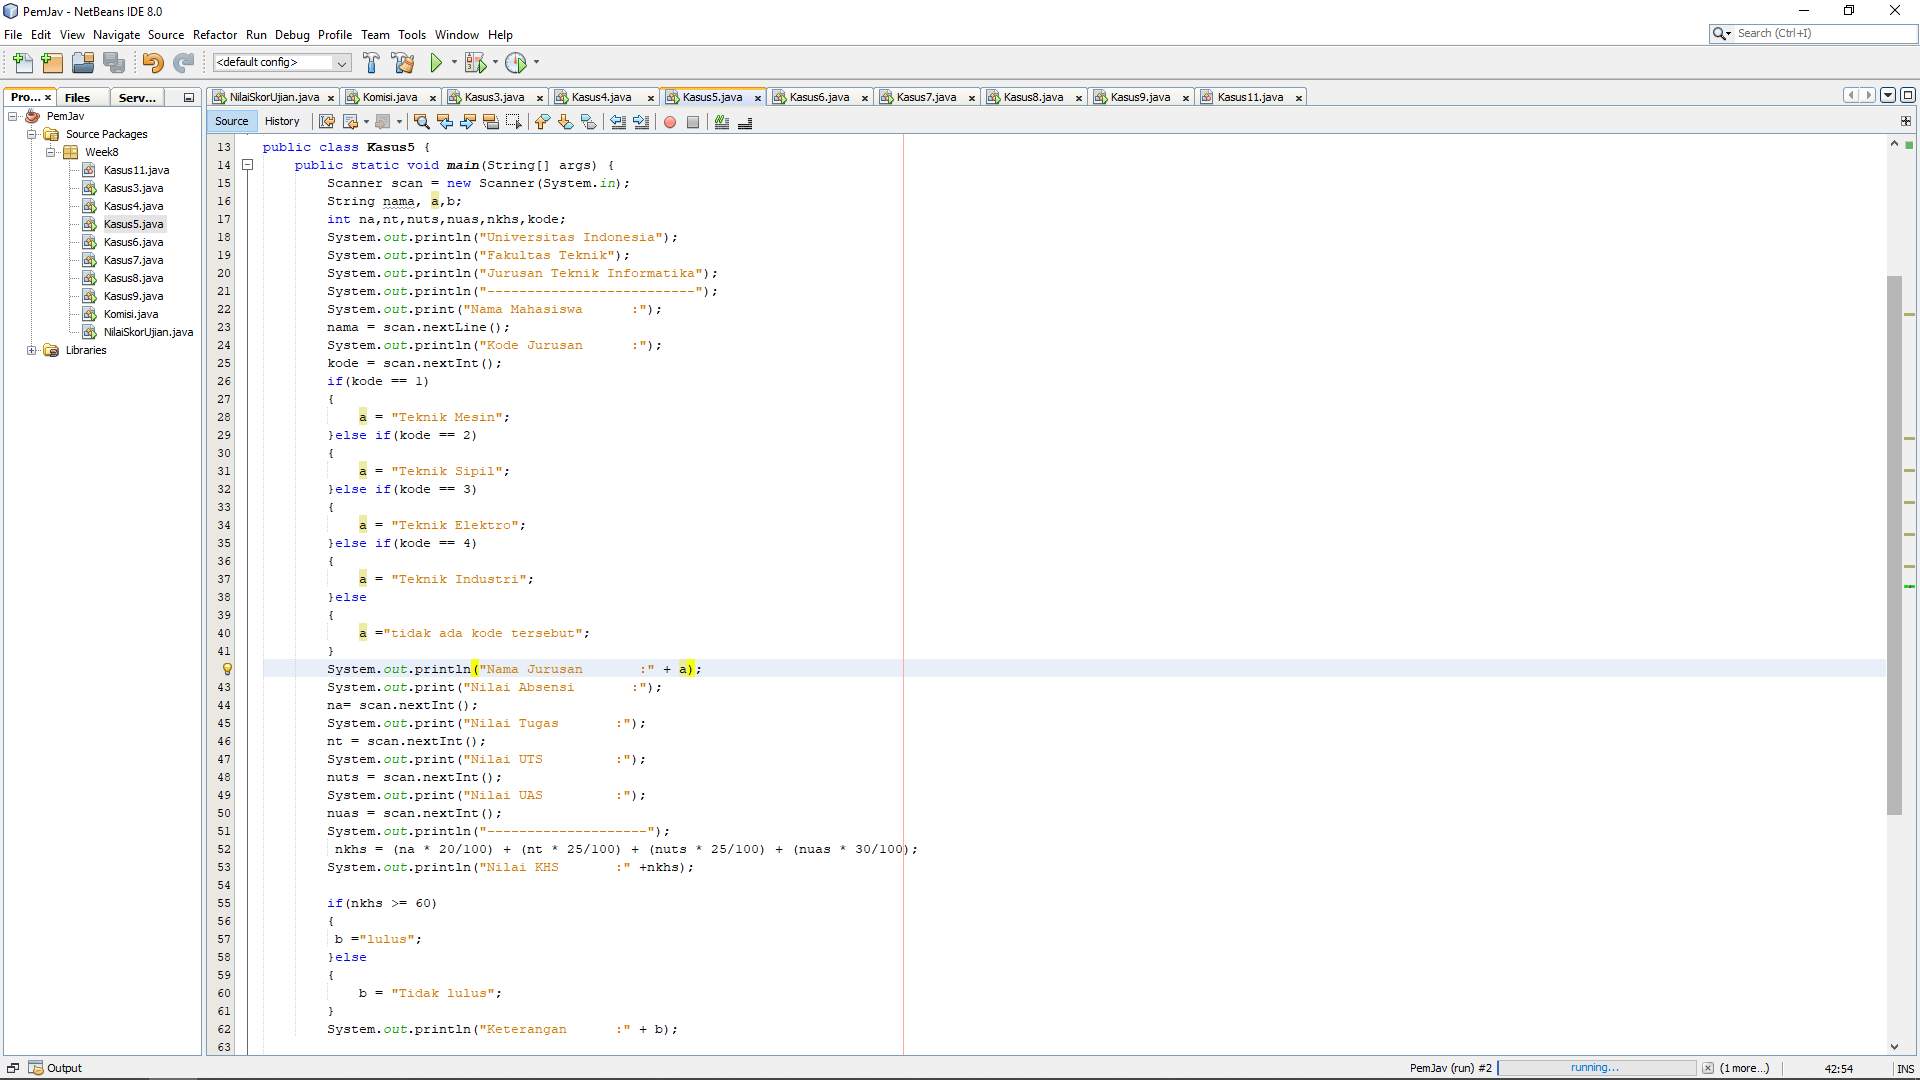 PemJav - NetBeans IDE 8.0
File Edit View Navigate Source Refactor Run Debug Profile Team Tools Window Help
Search (Ctrl+I)
<default config>
Pro... Files Serv...
NilaiSkorUjian.java Komisi.java Kasus3.java Kasus4.java Kasus5.java Kasus6.java Kasus7.java Kasus8.java Kasus9.java Kasus11.java
Source History
PemJav
Source Packages
Week8
Kasus11.java
Kasus3.java
Kasus4.java
Kasus5.java
Kasus6.java
Kasus7.java
Kasus8.java
Kasus9.java
Komisi.java
NilaiSkorUjian.java
Libraries
13 public class Kasus5 {
14     public static void main(String[] args) {
15         Scanner scan = new Scanner(System.in);
16         String nama, a,b;
17         int na,nt,nuts,nuas,nkhs,kode;
18         System.out.println("Universitas Indonesia");
19         System.out.println("Fakultas Teknik");
20         System.out.println("Jurusan Teknik Informatika");
21         System.out.println("--------------------------");
22         System.out.print("Nama Mahasiswa      :");
23         nama = scan.nextLine();
24         System.out.println("Kode Jurusan      :");
25         kode = scan.nextInt();
26         if(kode == 1)
27         {
28             a = "Teknik Mesin";
29         }else if(kode == 2)
30         {
31             a = "Teknik Sipil";
32         }else if(kode == 3)
33         {
34             a = "Teknik Elektro";
35         }else if(kode == 4)
36         {
37             a = "Teknik Industri";
38         }else
39         {
40             a ="tidak ada kode tersebut";
41         }
System.out.println("Nama Jurusan       :" + a);
43         System.out.print("Nilai Absensi       :");
44         na= scan.nextInt();
45         System.out.print("Nilai Tugas       :");
46         nt = scan.nextInt();
47         System.out.print("Nilai UTS         :");
48         nuts = scan.nextInt();
49         System.out.print("Nilai UAS         :");
50         nuas = scan.nextInt();
51         System.out.println("--------------------");
52          nkhs = (na * 20/100) + (nt * 25/100) + (nuts * 25/100) + (nuas * 30/100);
53         System.out.println("Nilai KHS       :" +nkhs);
54
55         if(nkhs >= 60)
56         {
57          b ="lulus";
58         }else
59         {
60             b = "Tidak lulus";
61         }
62         System.out.println("Keterangan      :" + b);
63
Output
PemJav (run) #2 running... (1 more...) 42:54 INS